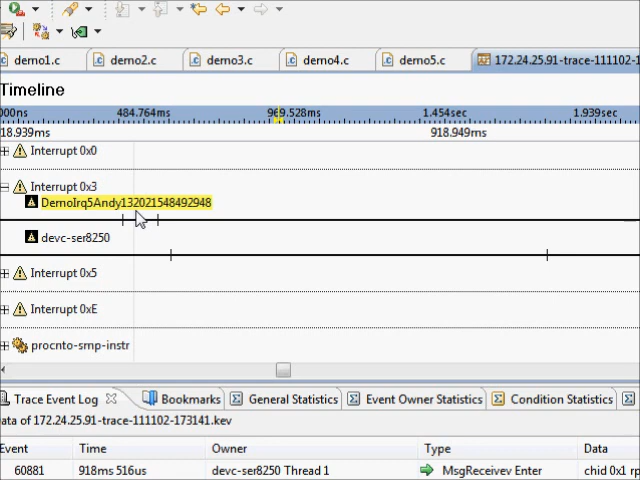 demo1.c demo2.c demo3.c demo4.c demo5.c 172.24.25.91-trace-111102-1
Timeline
000ns 484.764ms 969.528ms 1.454sec 1.939sec
18.939ms 918.949ms
Interrupt 0x0
Interrupt 0x3
DemoIrq5Andy132021548492948
devc-ser8250
Interrupt 0x5
Interrupt 0xE
procnto-smp-instr
Trace Event Log Bookmarks General Statistics Event Owner Statistics Condition Statistics
ata of 172.24.25.91-trace-111102-173141.kev
Event Time Owner Type Data
60881 918ms 516us devc-ser8250 Thread 1 MsgReceivev Enter chid 0x1 rp